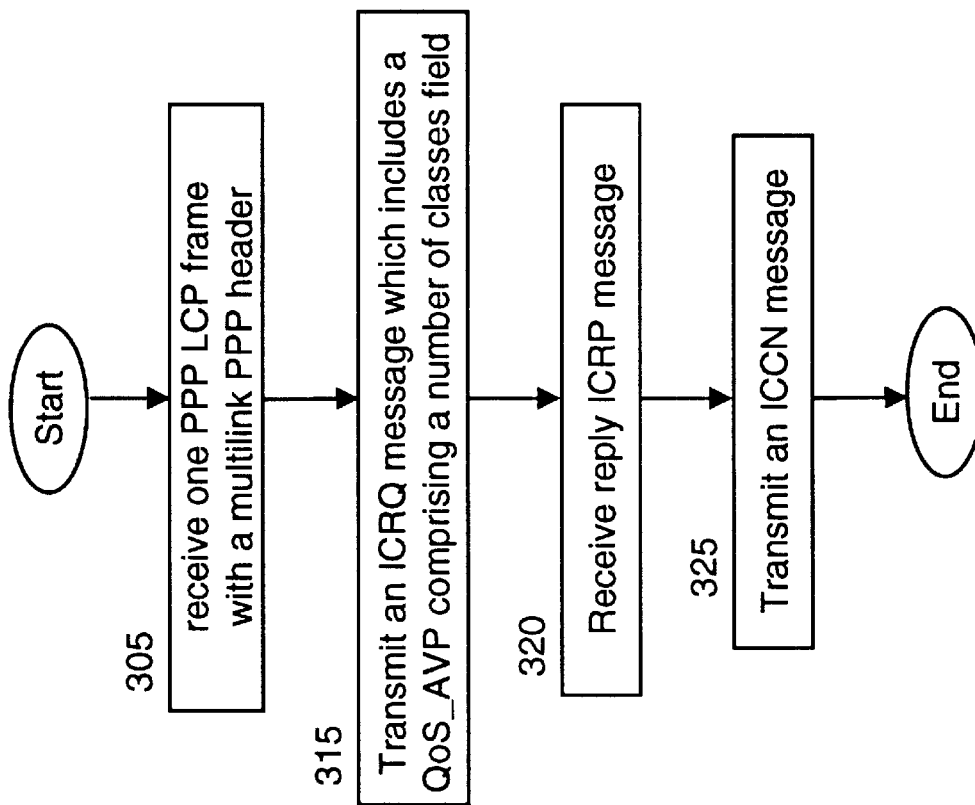 Start
305
receive one PPP LCP frame
with a multilink PPP header
315
Transmit an ICRQ message which includes a
QoS_AVP comprising a number of classes field
320
Receive reply ICRP message
325
Transmit an ICCN message
End